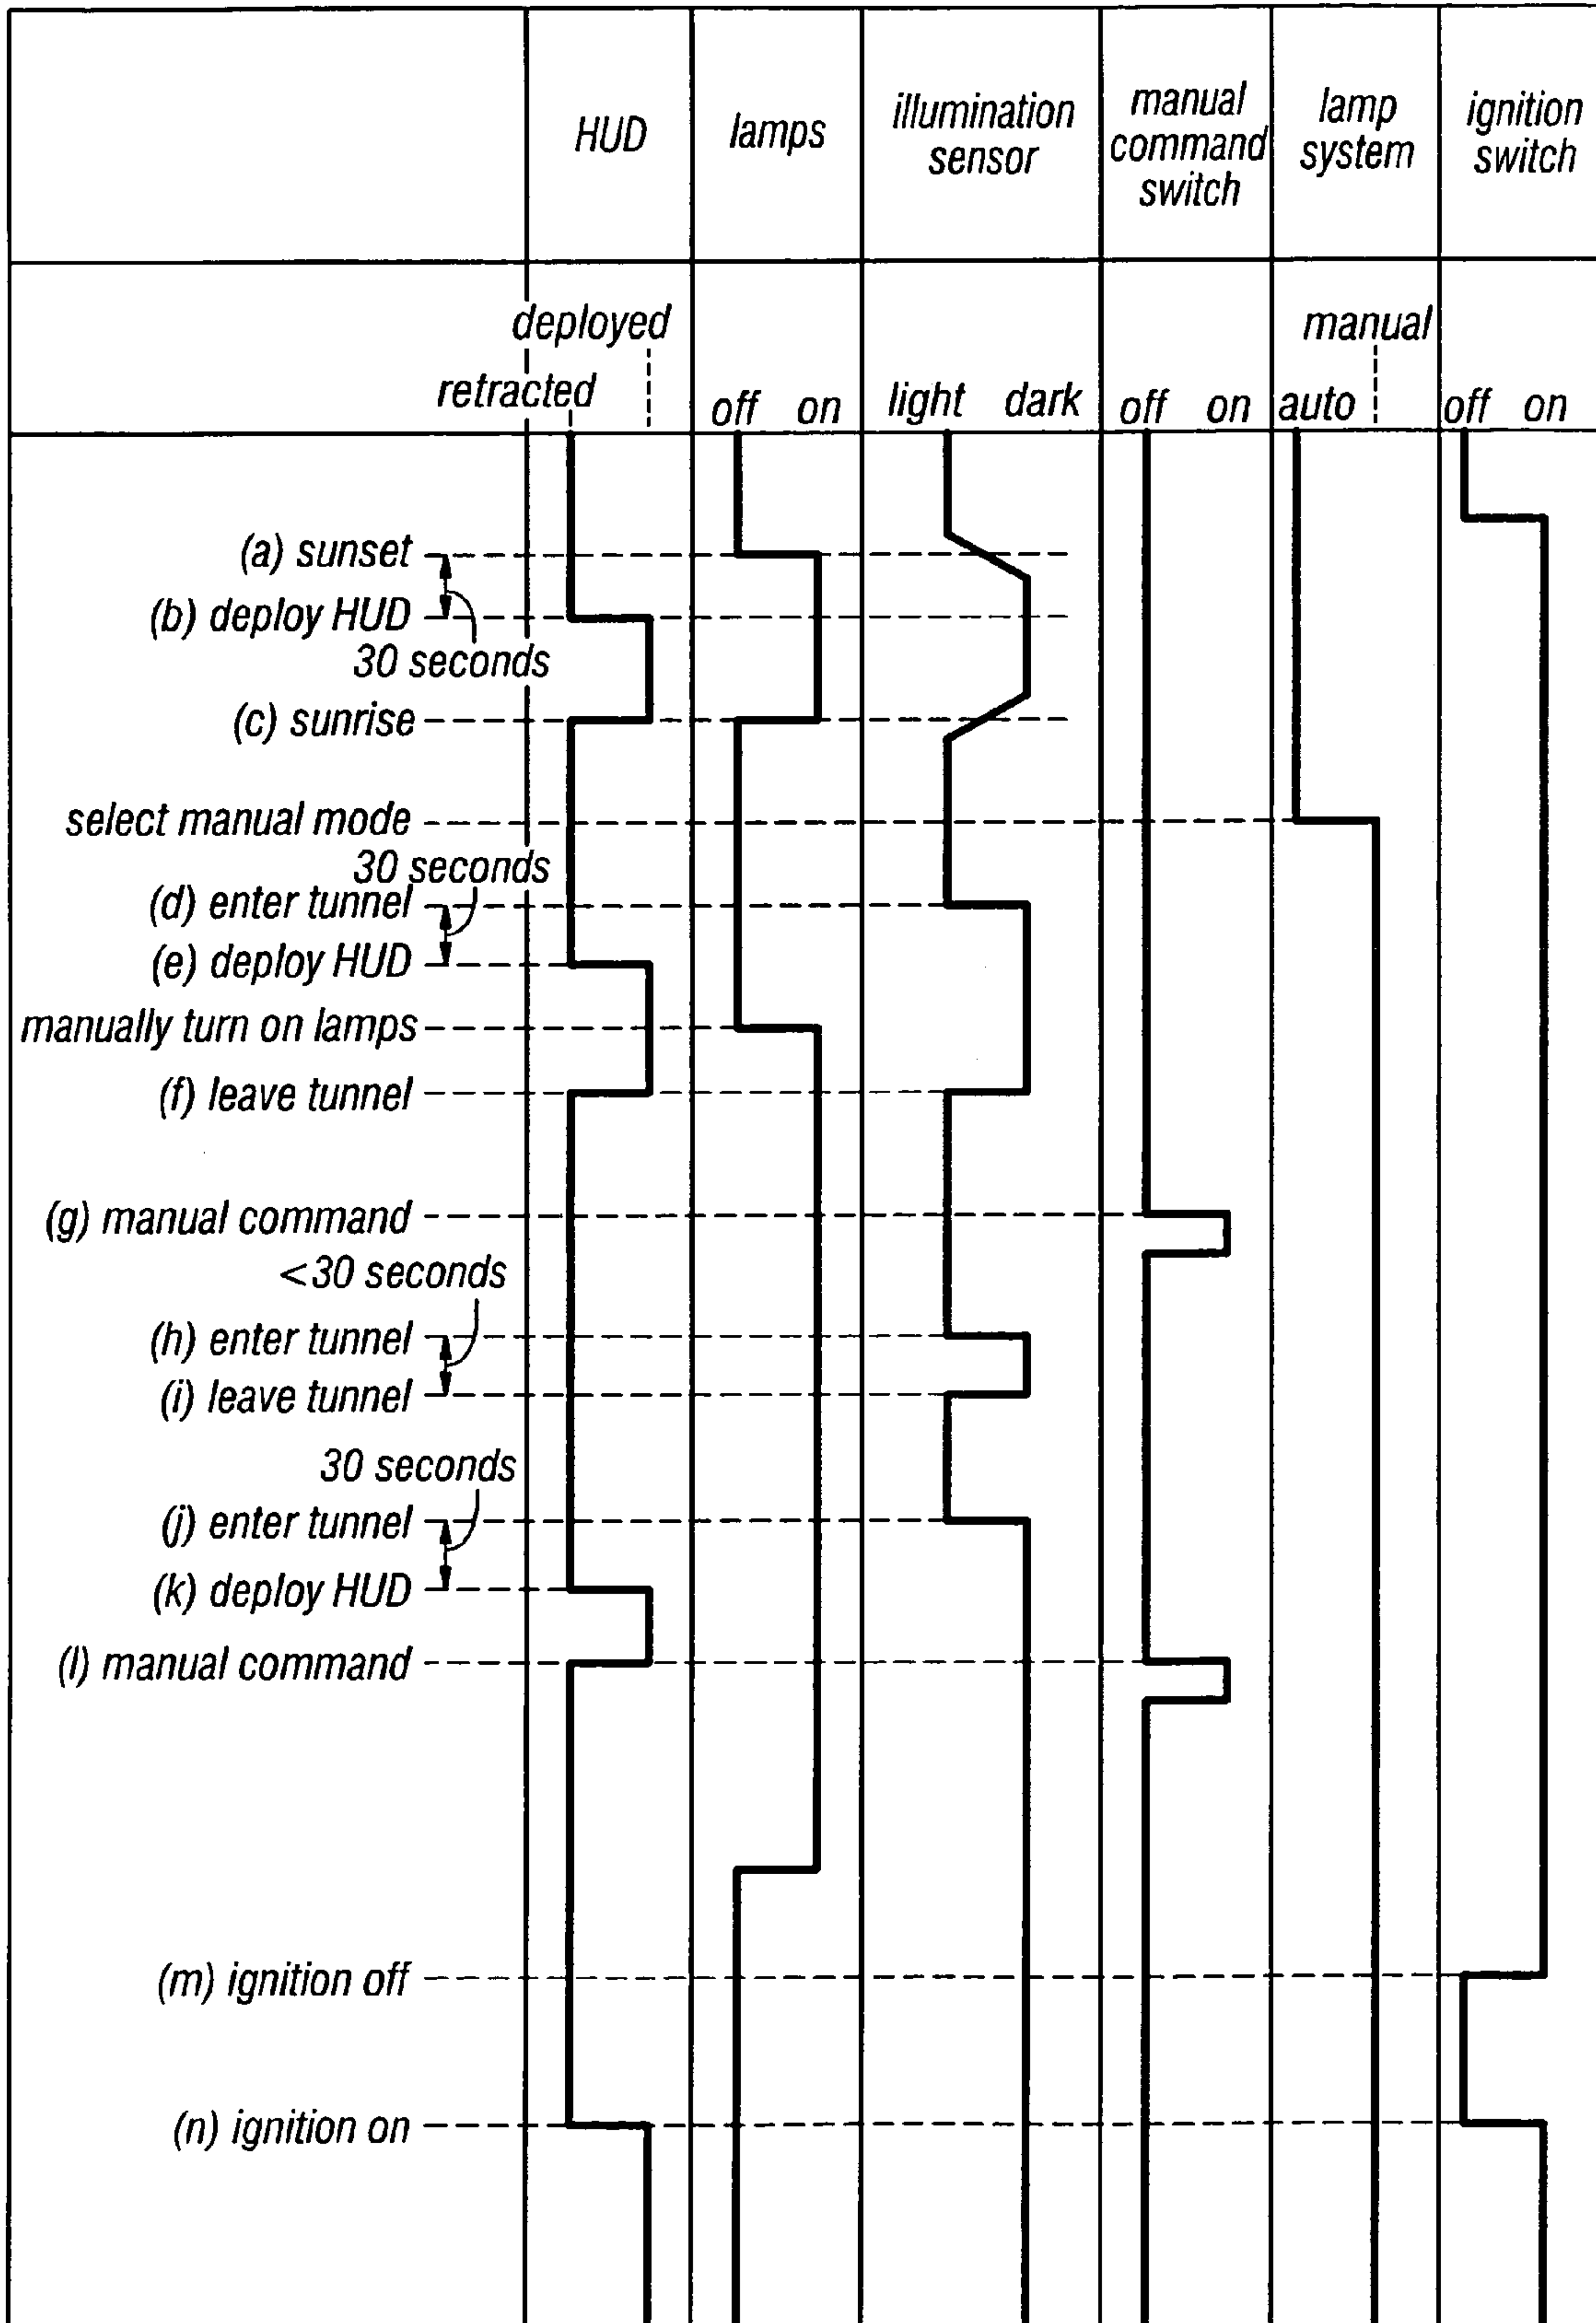 HUD
lamps
illumination
sensor
manual
command
switch
lamp
system
ignition
switch
deployed
retracted
off on
light dark
off on
manual
auto
off on
(a) sunset
(b) deploy HUD
30 seconds
(c) sunrise
select manual mode
30 seconds
(d) enter tunnel
(e) deploy HUD
manually turn on lamps
(f) leave tunnel
(g) manual command
<30 seconds
(h) enter tunnel
(i) leave tunnel
30 seconds
(j) enter tunnel
(k) deploy HUD
(l) manual command
(m) ignition off
(n) ignition on